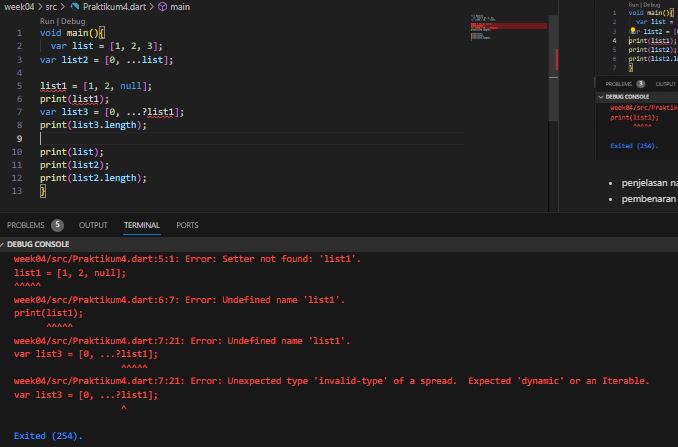 week04 > src > Praktikum4.dart > main
Run | Debug
1 void main(){
2 var list = [1, 2, 3];
3 var list2 = [0, ...list];
4
5 list1 = [1, 2, null];
6 print(list1);
7 var list3 = [0, ...?list1];
8 print(list3.length);
9
10 print(list);
11 print(list2);
12 print(list2.length);
13 }
Run | Debug
1 void main(){
2 var list =
3 var list2 = [0,
4 print(list1);
5 print(list2);
6 print(list2.l
7 }
PROBLEMS 3 OUTPUT
DEBUG CONSOLE
week04/src/Prakti
print(list1);
^^^^^
Exited (254).
• penjelasan na
• pembenaran
PROBLEMS 5 OUTPUT TERMINAL PORTS
DEBUG CONSOLE
week04/src/Praktikum4.dart:5:1: Error: Setter not found: 'list1'.
list1 = [1, 2, null];
^^^^^
week04/src/Praktikum4.dart:6:7: Error: Undefined name 'list1'.
print(list1);
^^^^^
week04/src/Praktikum4.dart:7:21: Error: Undefined name 'list1'.
var list3 = [0, ...?list1];
^^^^^
week04/src/Praktikum4.dart:7:21: Error: Unexpected type 'invalid-type' of a spread.  Expected 'dynamic' or an Iterable.
var list3 = [0, ...?list1];
^
Exited (254).